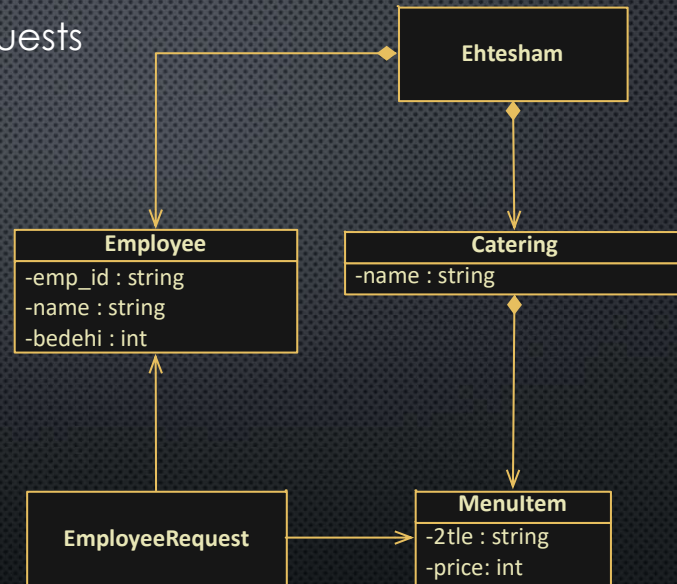 uests
Ehtesham
Employee
-emp_id : string
-name : string
-bedehi : int
Catering
-name : string
EmployeeRequest
MenuItem
-2tle : string
-price: int